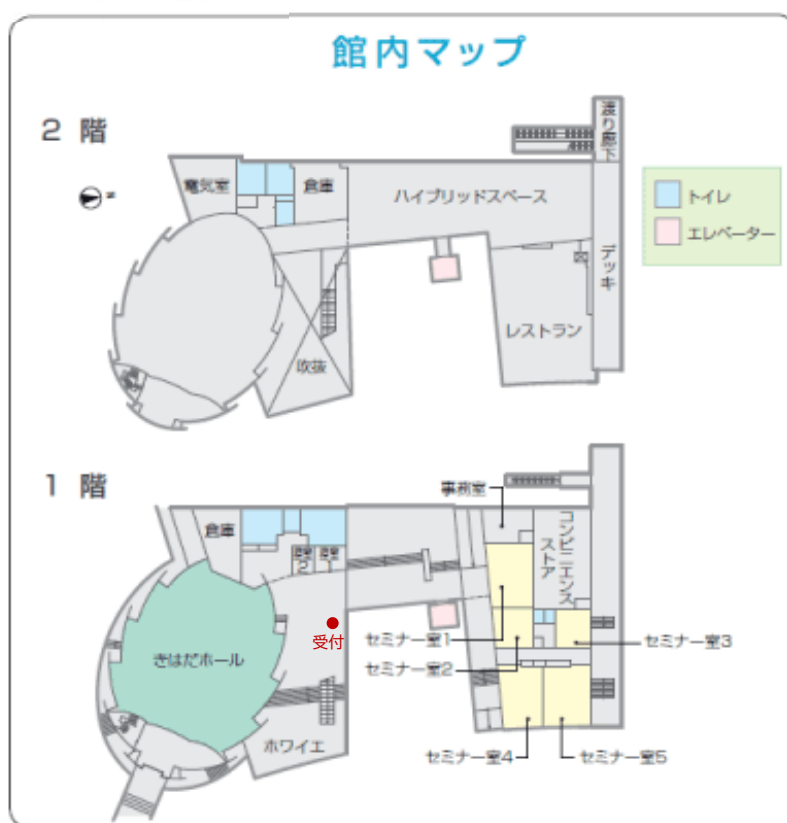 館内マップ
2 階
渡り廊下
電気室
倉庫
ハイブリッドスペース
トイレ
エレベーター
デッキ
レストラン
吹抜
1 階
事務室
倉庫
コンビニエンス
ストア
受付
セミナー室1
セミナー室3
きはだホール
セミナー室2
ホワイエ
セミナー室4
セミナー室5